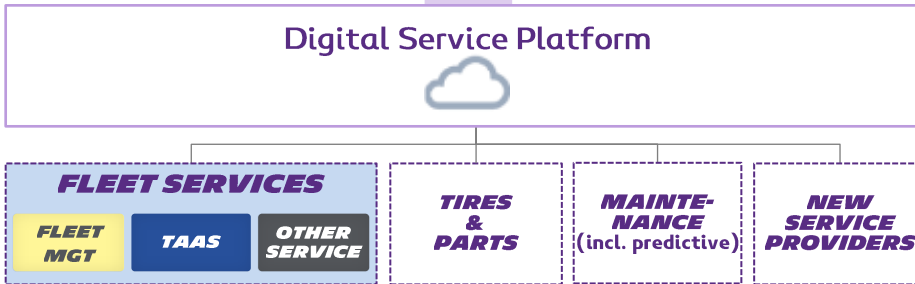 Digital Service Platform
FLEET SERVICES
FLEET
MGT
TAAS
OTHER
SERVICE
TIRES
&
PARTS
MAINTE-
NANCE
(incl. predictive)
NEW
SERVICE
PROVIDERS